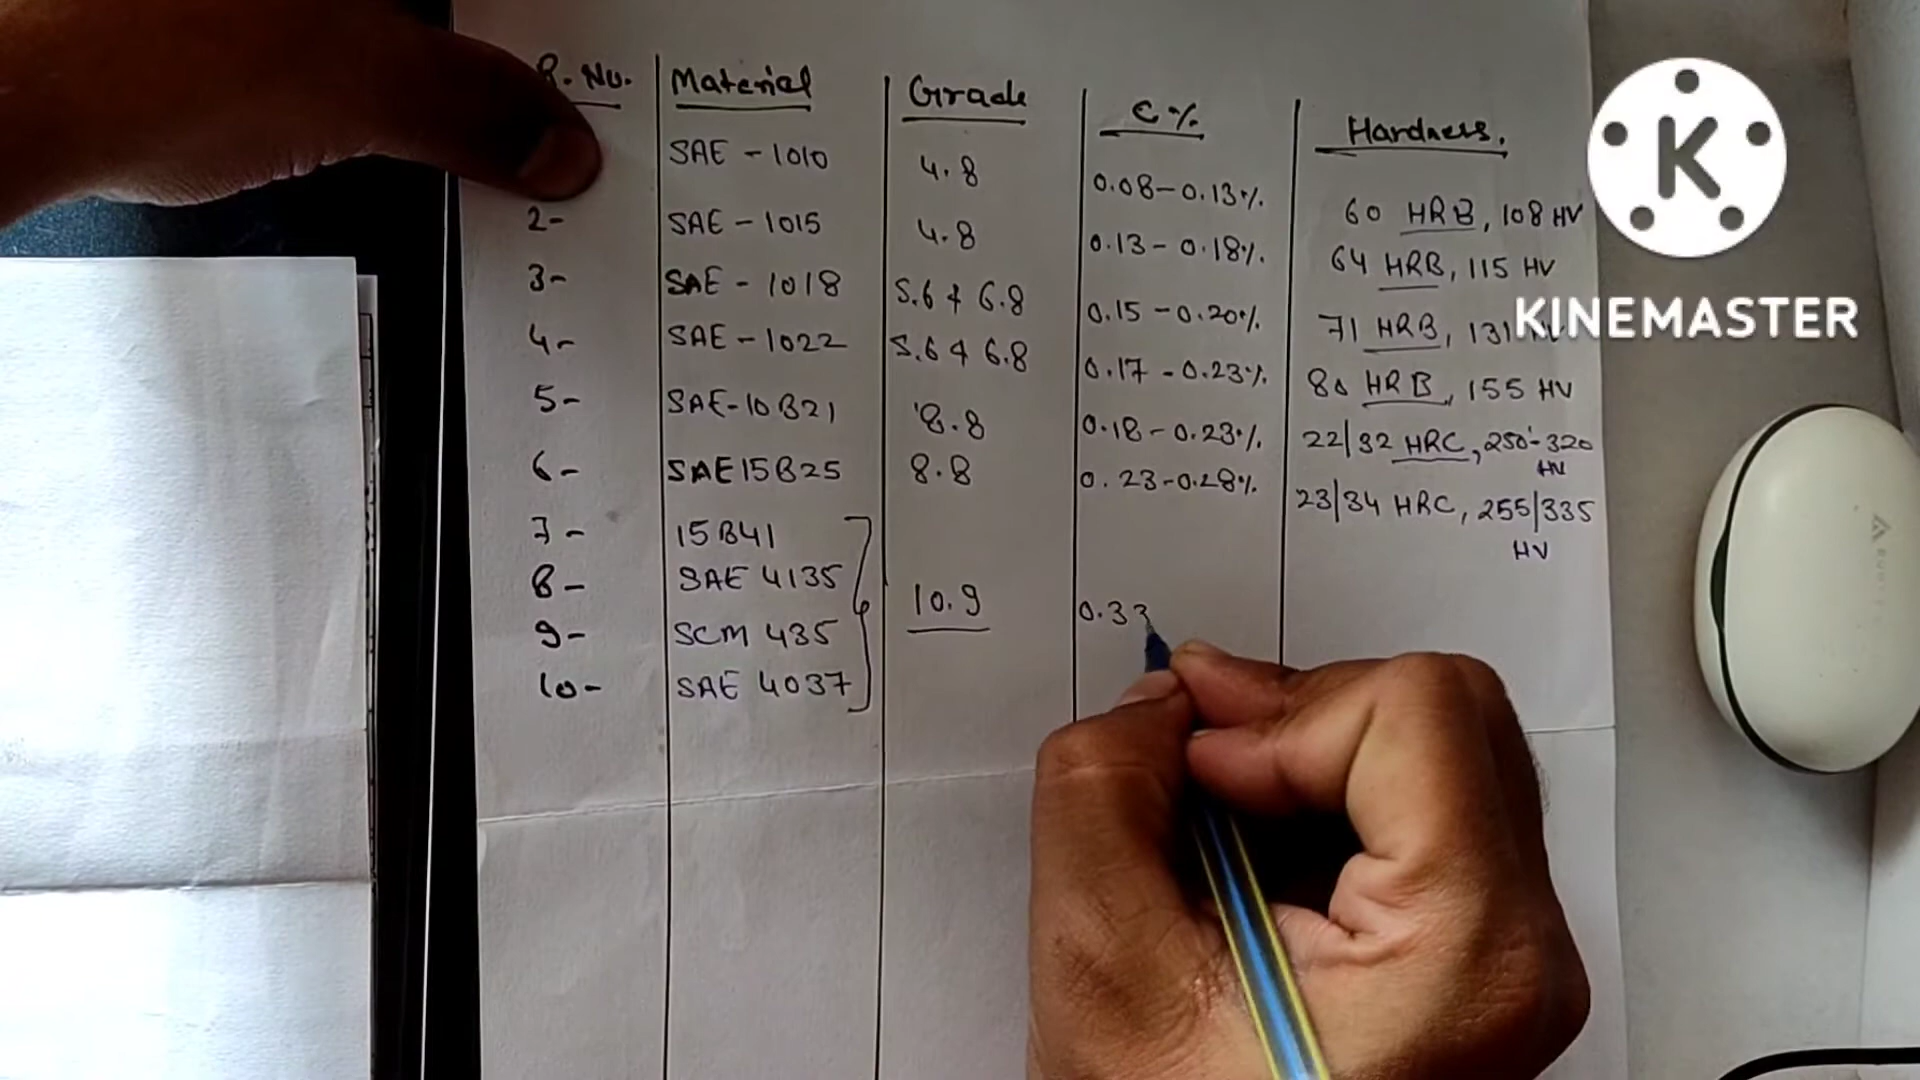 R. No. Material Grade C% Hardness.
SAE - 1010 4.8 0.08-0.13% 60 HRB, 108 HV
2- SAE - 1015 4.8 0.13-0.18% 64 HRB, 115 HV
3- SAE - 1018 5.6 & 6.8 0.15-0.20% 71 HRB, 131 HV
4- SAE - 1022 5.6 & 6.8 0.17-0.23% 80 HRB, 155 HV
5- SAE-10B21 8.8 0.18-0.23% 22/32 HRC, 250-320 HV
6- SAE15B25 8.8 0.23-0.28% 23/34 HRC, 255/335 HV
7- 15B41
8- SAE 4135
10.9 0.33
9- SCM 435
10- SAE 4037
K
KINEMASTER